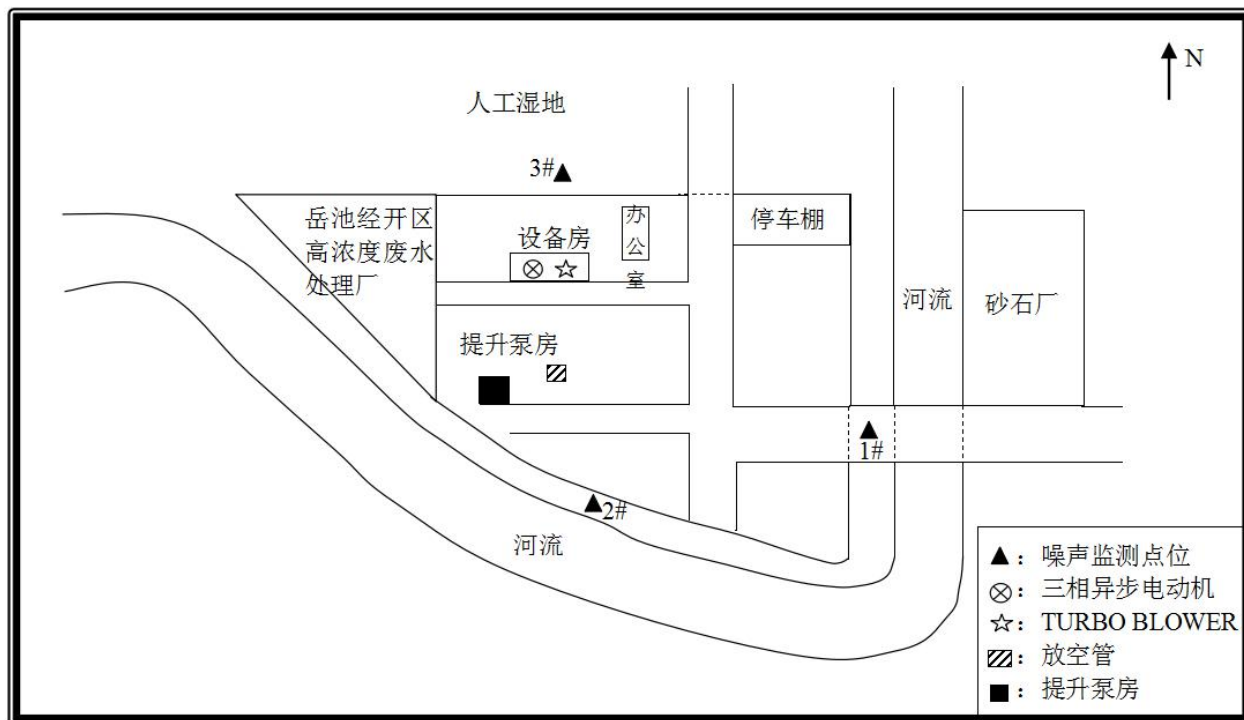 N
人工湿地
3#
岳池经开区
高浓度废水
处理厂
设备房
办
公
室
停车棚
河流
砂石厂
提升泵房
1#
2#
河流
▲：噪声监测点位
⊗：三相异步电动机
☆：TURBO BLOWER
▨：放空管
■：提升泵房